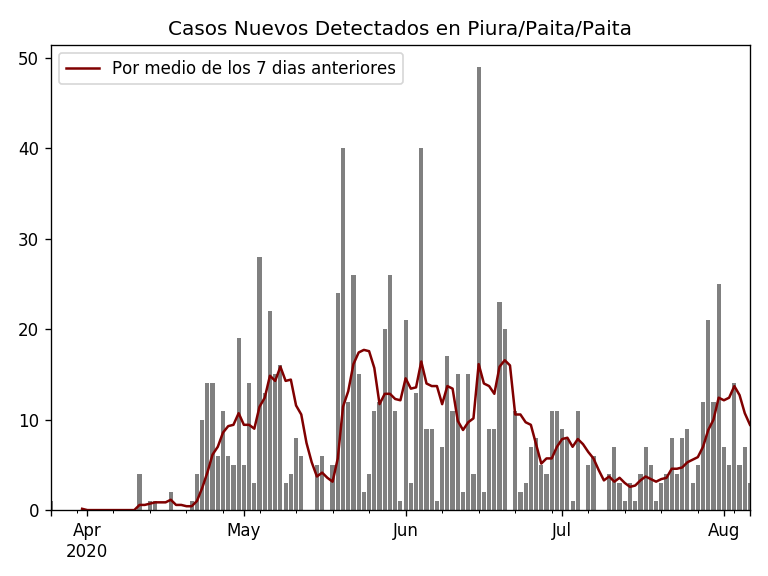 Casos Nuevos Detectados en Piura/Paita/Paita
Por medio de los 7 dias anteriores
50
40
30
20
10
0
Apr May Jun Jul Aug
2020